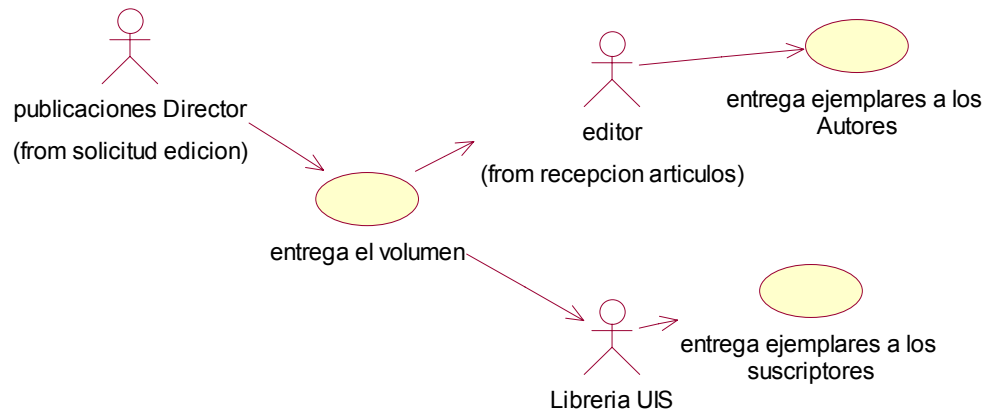 publicaciones Director
(from solicitud edicion)
editor
(from recepcion articulos)
entrega ejemplares a los
Autores
entrega el volumen
Libreria UIS
entrega ejemplares a los
suscriptores